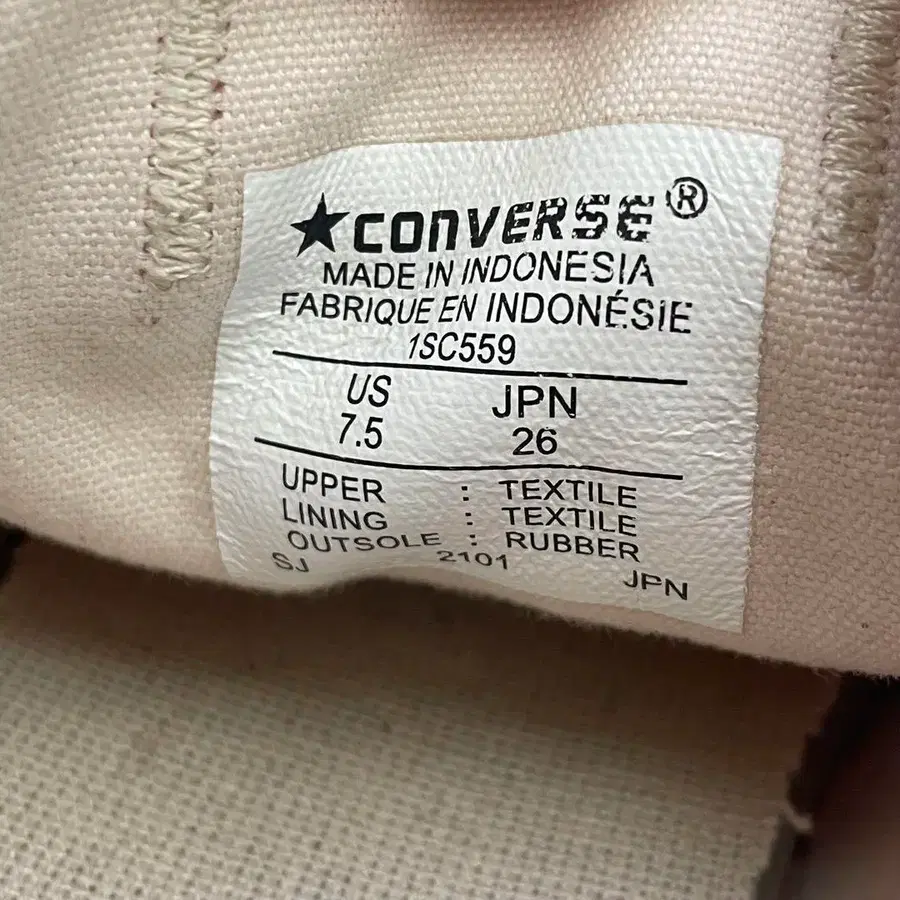 ★CONVERSE®
MADE IN INDONESIA
FABRIQUE EN INDONÉSIE
1SC559
US JPN
7.5 26
UPPER : TEXTILE
LINING : TEXTILE
OUTSOLE : RUBBER
SJ 2101 JPN